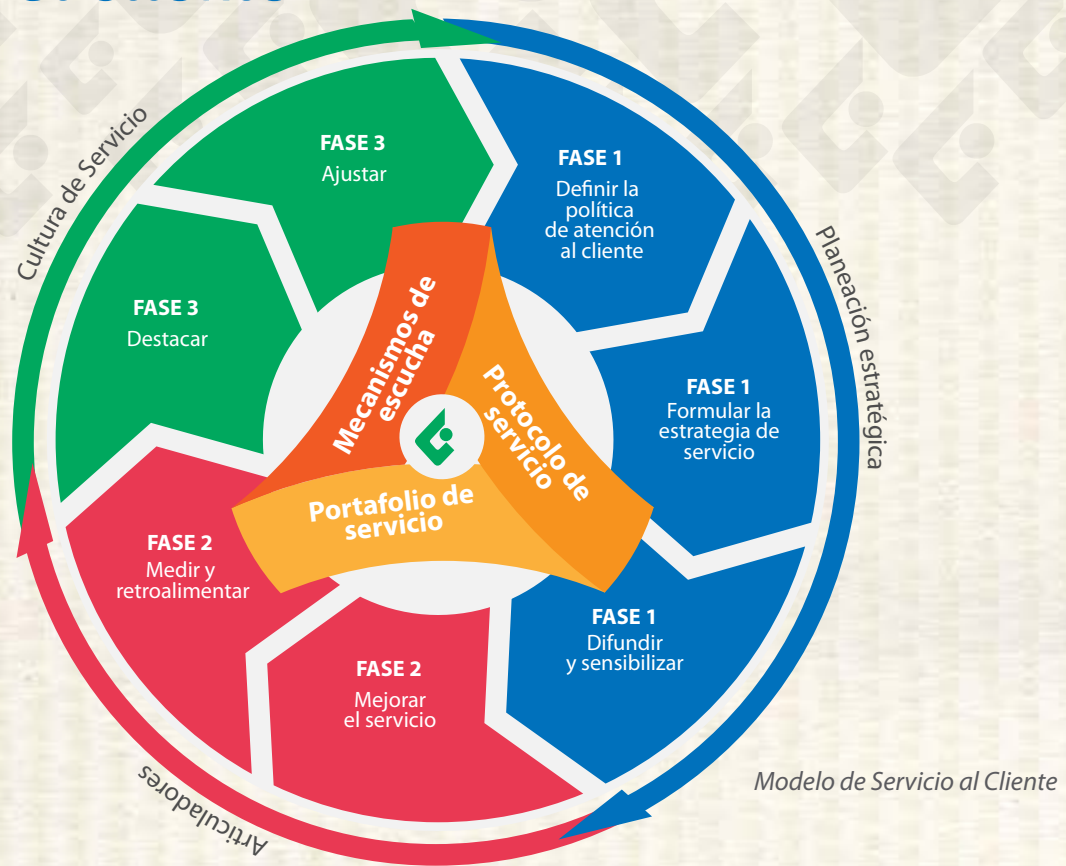 FASE 1
Definir la
política
de atención
al cliente
FASE 1
Formular la
estrategia de
servicio
FASE 1
Difundir
y sensibilizar
FASE 2
Mejorar
el servicio
FASE 2
Medir y
retroalimentar
FASE 3
Destacar
FASE 3
Ajustar
Planeación estratégica
Articuladores
Cultura de Servicio
Mecanismos de
escucha
Protocolo de
servicio
Portafolio de
servicio
Modelo de Servicio al Cliente